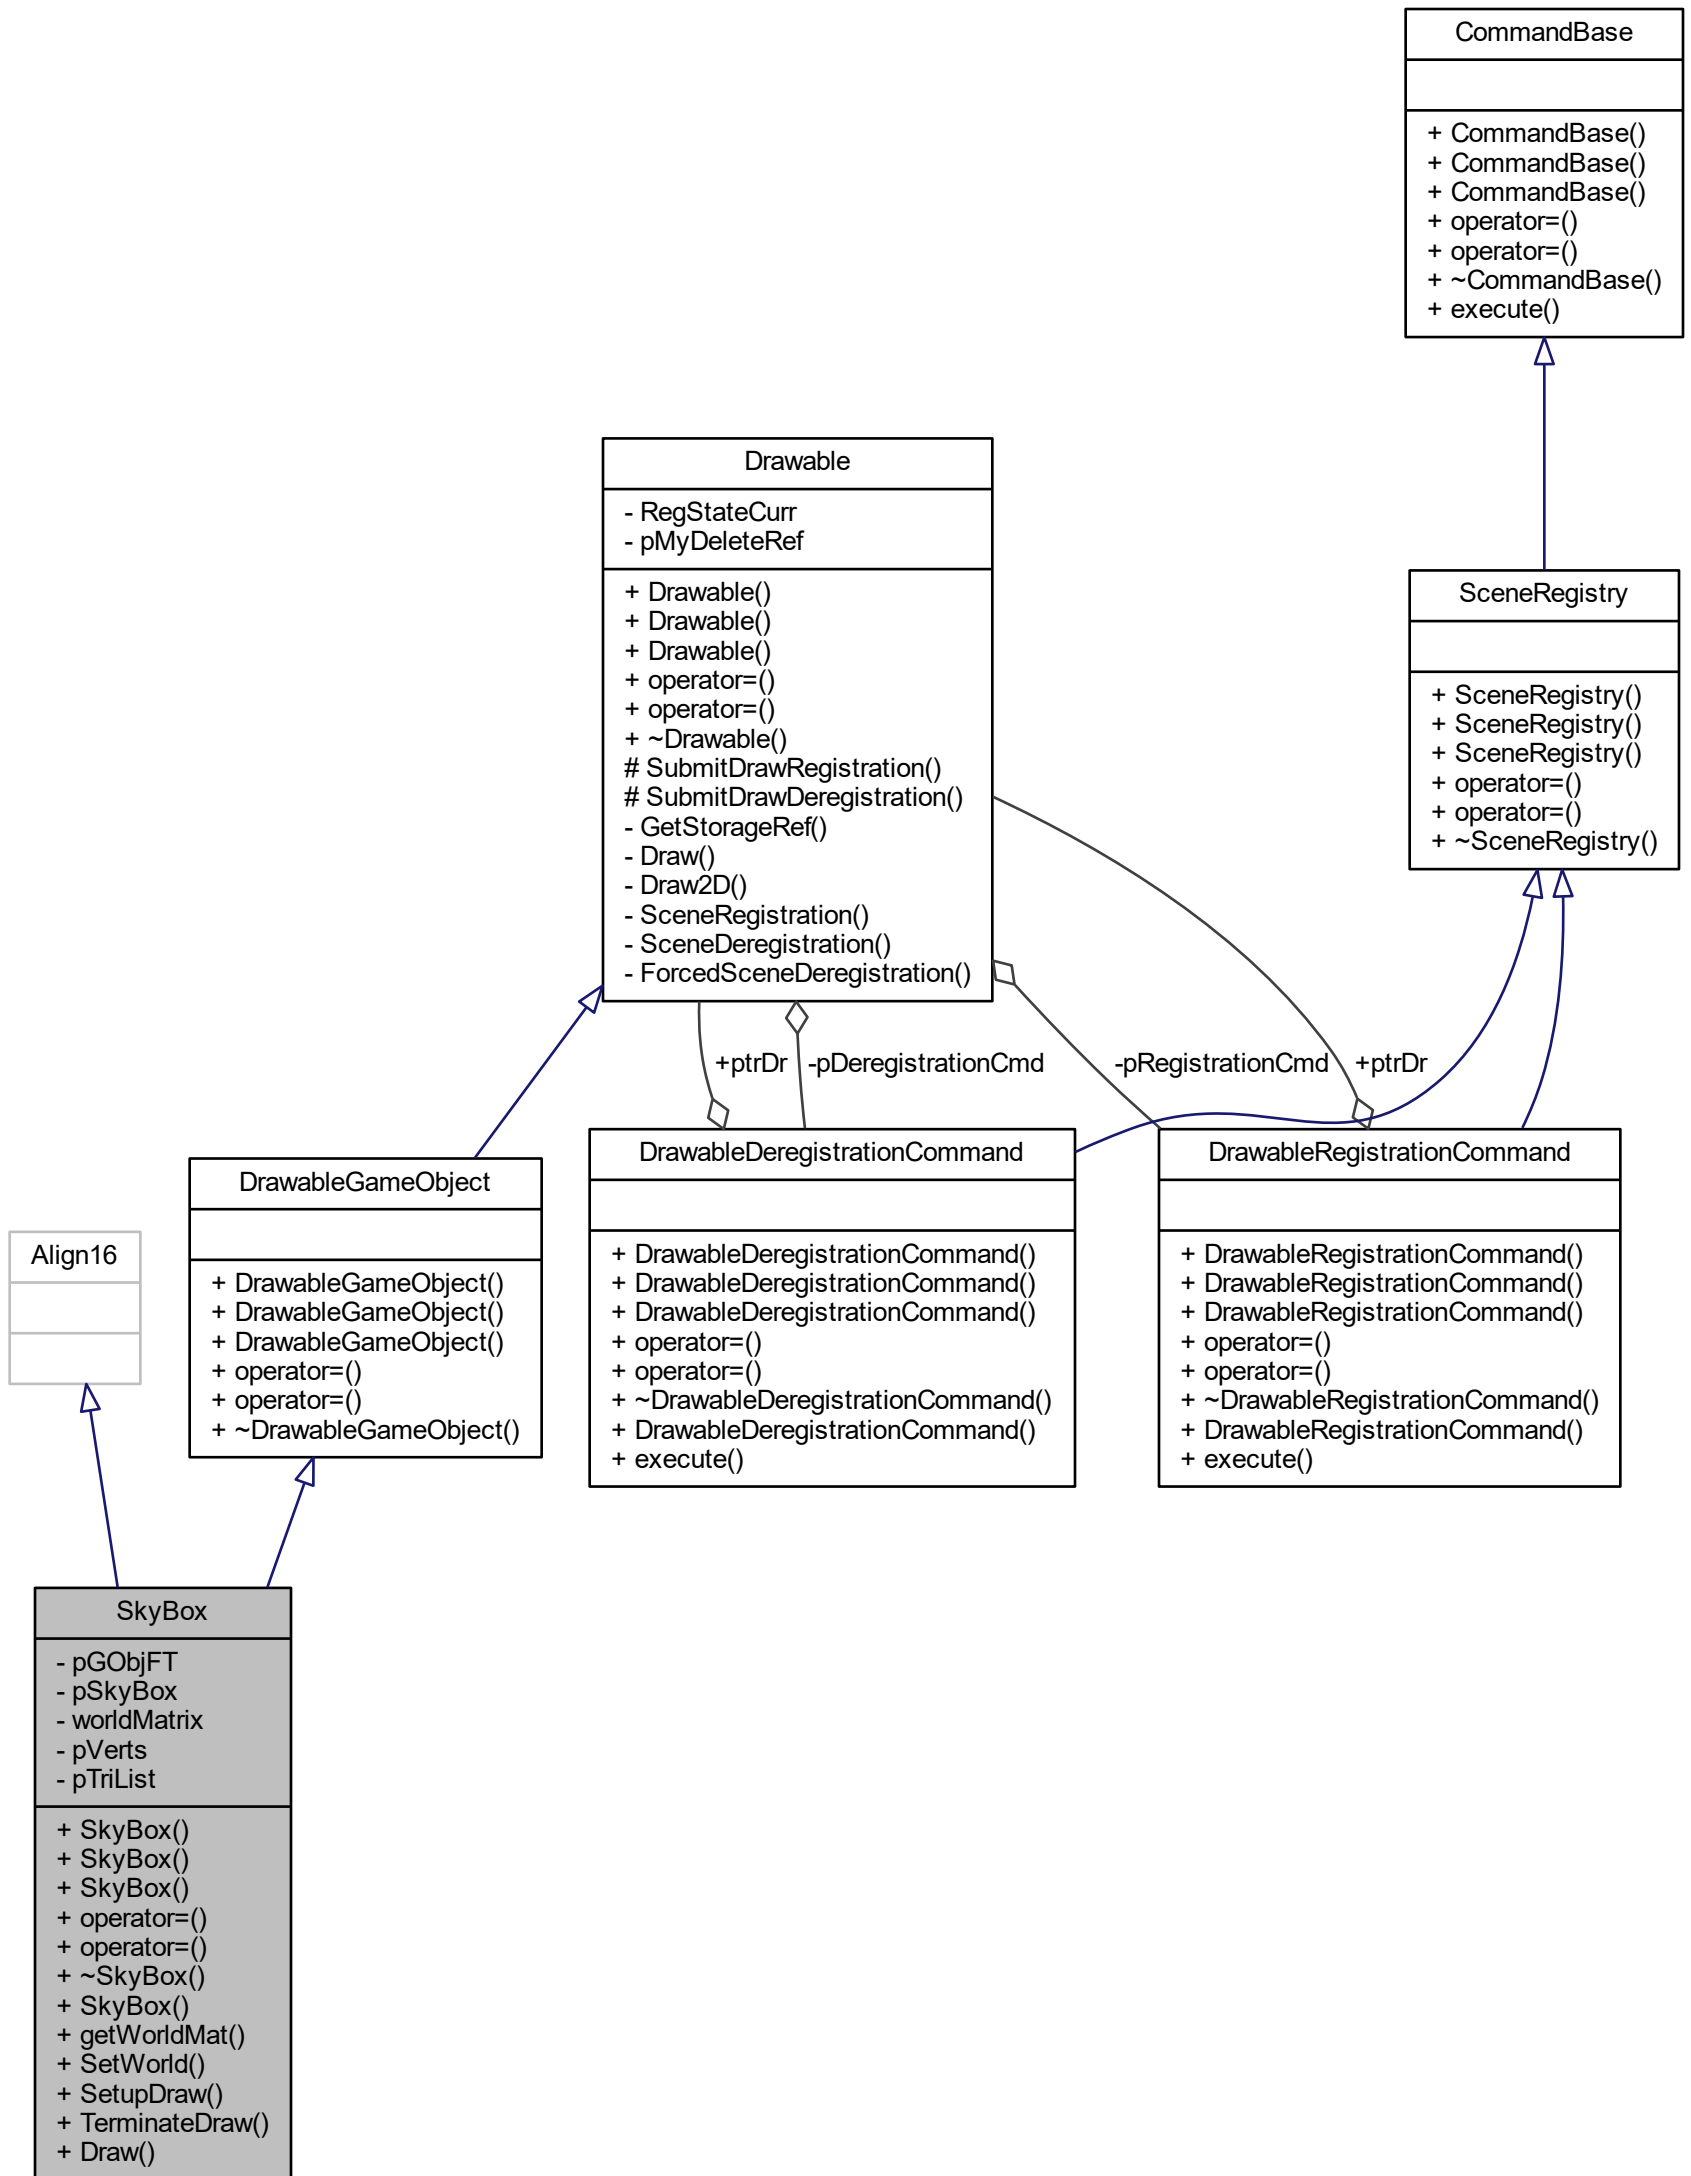 CommandBase
+ CommandBase()
+ CommandBase()
+ CommandBase()
+ operator=()
+ operator=()
+ ~CommandBase()
+ execute()
Drawable
- RegStateCurr
- pMyDeleteRef
+ Drawable()
+ Drawable()
+ Drawable()
+ operator=()
+ operator=()
+ ~Drawable()
# SubmitDrawRegistration()
# SubmitDrawDeregistration()
- GetStorageRef()
- Draw()
- Draw2D()
- SceneRegistration()
- SceneDeregistration()
- ForcedSceneDeregistration()
SceneRegistry
+ SceneRegistry()
+ SceneRegistry()
+ SceneRegistry()
+ operator=()
+ operator=()
+ ~SceneRegistry()
+ptrDr
-pDeregistrationCmd
-pRegistrationCmd
+ptrDr
Align16
DrawableGameObject
+ DrawableGameObject()
+ DrawableGameObject()
+ DrawableGameObject()
+ operator=()
+ operator=()
+ ~DrawableGameObject()
DrawableDeregistrationCommand
+ DrawableDeregistrationCommand()
+ DrawableDeregistrationCommand()
+ DrawableDeregistrationCommand()
+ operator=()
+ operator=()
+ ~DrawableDeregistrationCommand()
+ DrawableDeregistrationCommand()
+ execute()
DrawableRegistrationCommand
+ DrawableRegistrationCommand()
+ DrawableRegistrationCommand()
+ DrawableRegistrationCommand()
+ operator=()
+ operator=()
+ ~DrawableRegistrationCommand()
+ DrawableRegistrationCommand()
+ execute()
SkyBox
- pGObjFT
- pSkyBox
- worldMatrix
- pVerts
- pTriList
+ SkyBox()
+ SkyBox()
+ SkyBox()
+ operator=()
+ operator=()
+ ~SkyBox()
+ SkyBox()
+ getWorldMat()
+ SetWorld()
+ SetupDraw()
+ TerminateDraw()
+ Draw()